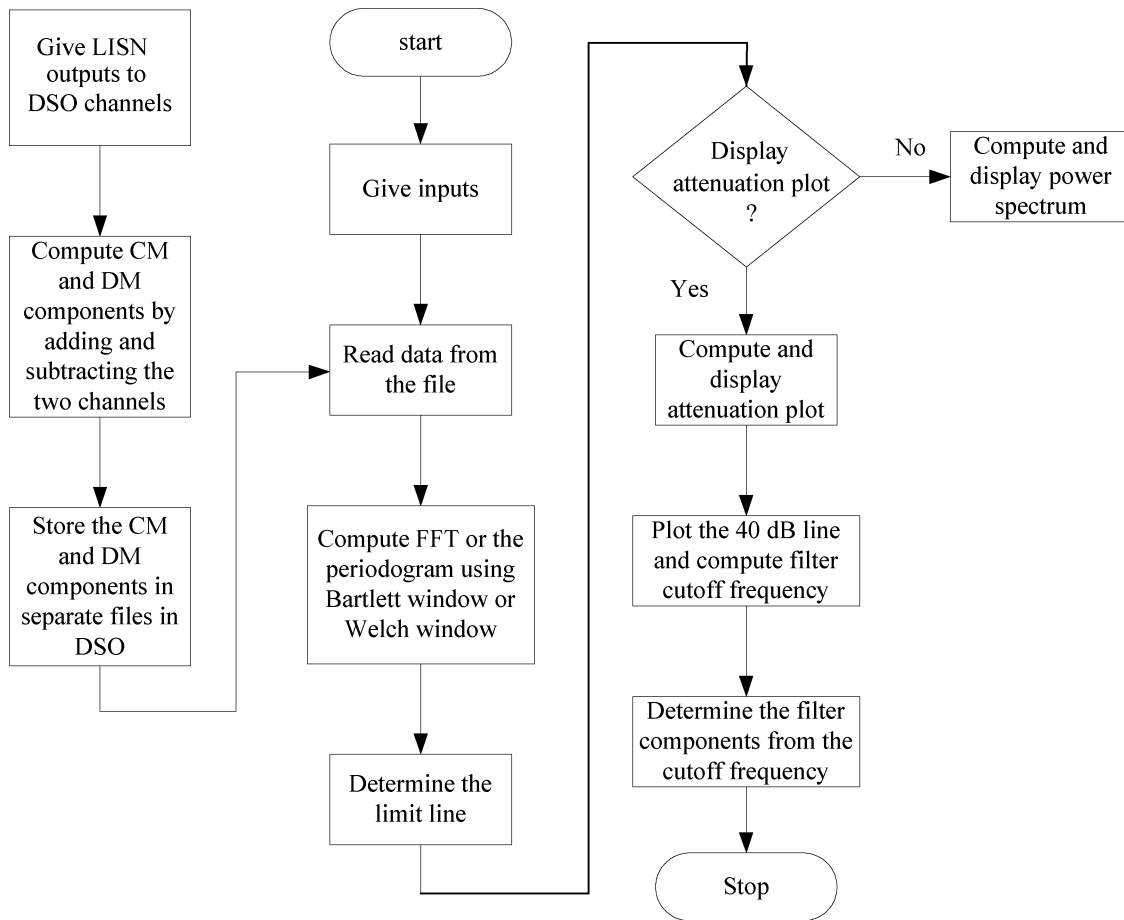 Give LISN
outputs to
DSO channels
Compute CM
and DM
components by
adding and
subtracting the
two channels
Store the CM
and DM
components in
separate files in
DSO
start
Give inputs
Read data from
the file
Compute FFT or the
periodogram using
Bartlett window or
Welch window
Determine the
limit line
Display
attenuation plot
?
No
Compute and
display power
spectrum
Yes
Compute and
display
attenuation plot
Plot the 40 dB line
and compute filter
cutoff frequency
Determine the filter
components from the
cutoff frequency
Stop